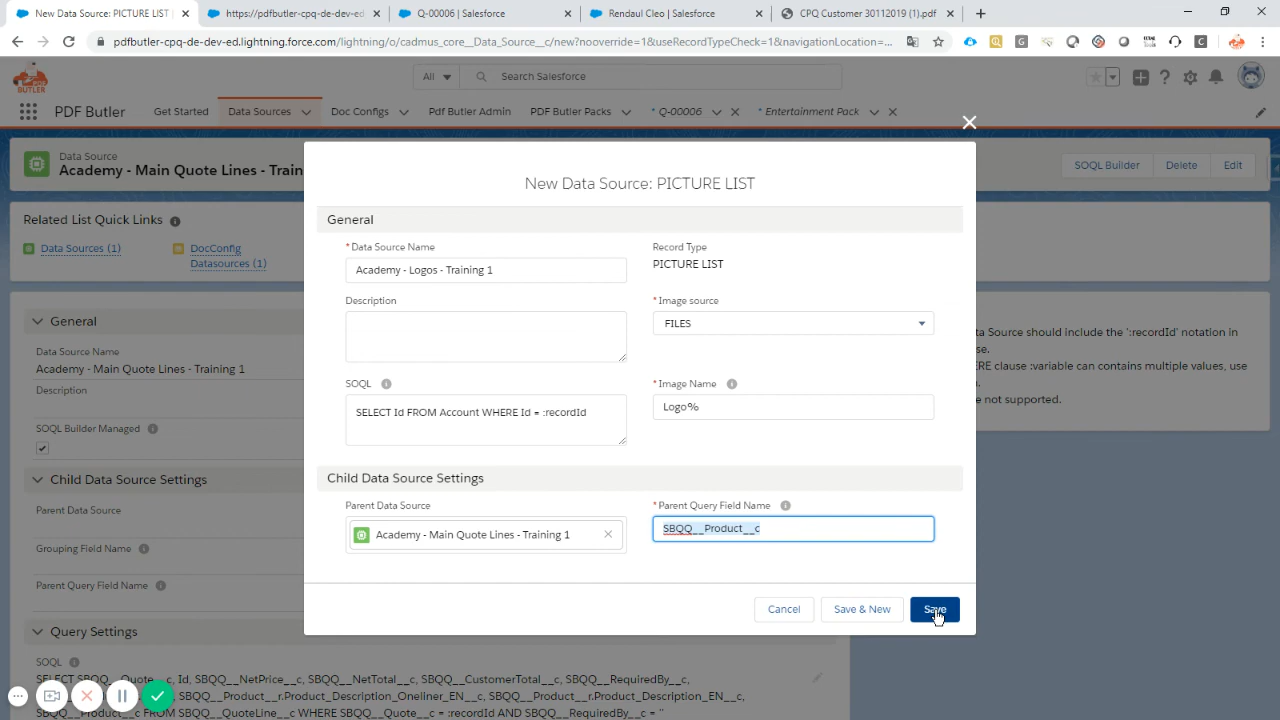 New Data Source: PICTURE LIST |
https://pdfbutler-cpq-de-dev-ed.
Q-00006 | Salesforce
Rendaul Cleo | Salesforce
CPQ Customer 30112019 (1).pdf
pdfbutler-cpq-de-dev-ed.lightning.force.com/lightning/o/cadmus_core__Data_Source__c/new?nooverride=1&useRecordTypeCheck=1&navigationLocation=...
BUTLER
All
Search Salesforce
PDF Butler
Get Started
Data Sources
Doc Configs
Pdf Butler Admin
PDF Butler Packs
* Q-00006
* Entertainment Pack
Data Source
Academy - Main Quote Lines - Train
SOQL Builder
Delete
Edit
Related List Quick Links
Data Sources (1)
DocConfig
Datasources (1)
General
Data Source Name
Academy - Main Quote Lines - Training 1
Description
SOQL Builder Managed
Child Data Source Settings
Parent Data Source
Grouping Field Name
Parent Query Field Name
Query Settings
SOQL
SELECT SBQQ__Quote__c, Id, SBQQ__NetPrice__c, SBQQ__NetTotal__c, SBQQ__CustomerTotal__c, SBQQ__RequiredBy__c,
SBQQ__Product__r.Product_Description_Oneliner_EN__c, SBQQ__Product__r.Product_Description_EN__c,
SBQQ__Product__c FROM SBQQ__QuoteLine__c WHERE SBQQ__Quote__c = :recordId AND SBQQ__RequiredBy__c = ''
ta Source should include the ':recordId' notation in
se.
ERE clause :variable can contains multiple values, use
n.
e not supported.
New Data Source: PICTURE LIST
General
* Data Source Name
Academy - Logos - Training 1
Record Type
PICTURE LIST
Description
* Image source
FILES
SOQL
SELECT Id FROM Account WHERE Id = :recordId
* Image Name
Logo%
Child Data Source Settings
Parent Data Source
Academy - Main Quote Lines - Training 1
* Parent Query Field Name
SBQQ__Product__c
Cancel
Save & New
Save